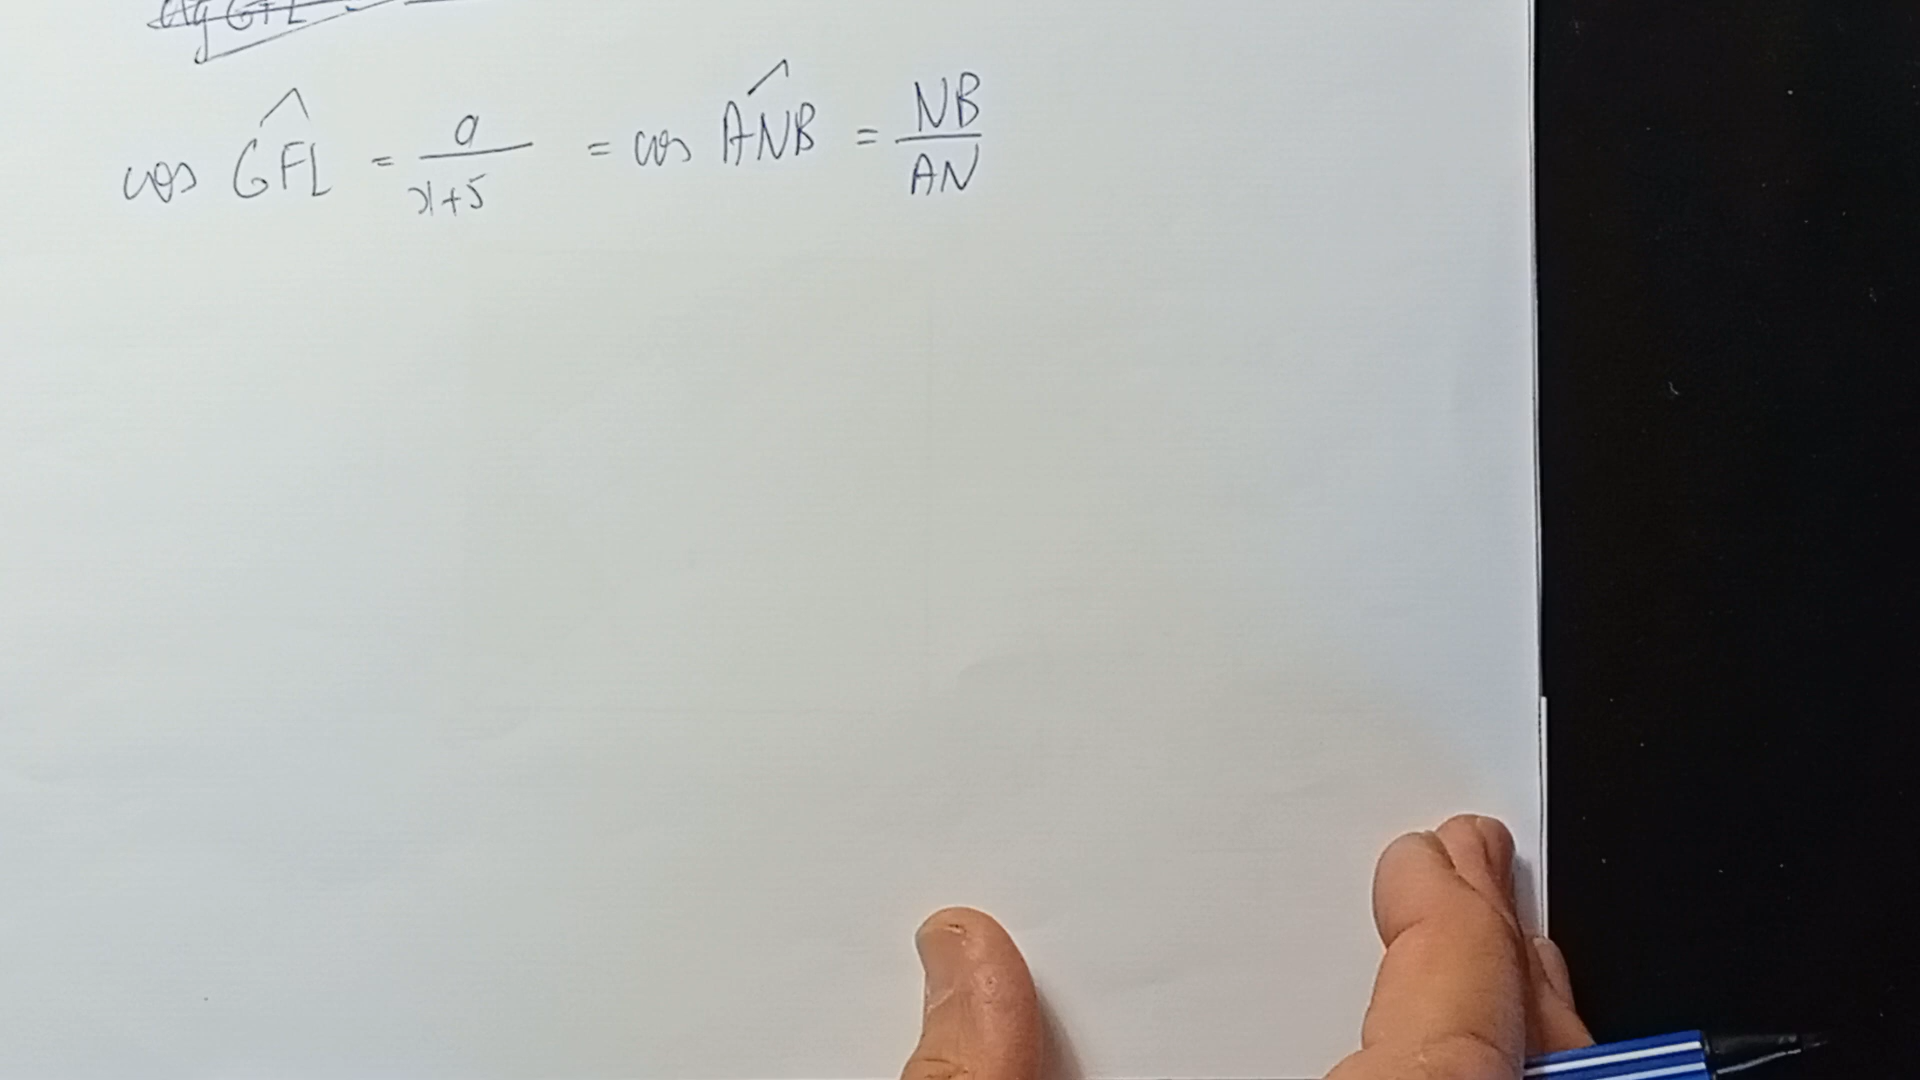 cos GFL = a/(x+5) = cos ANB = NB/AN